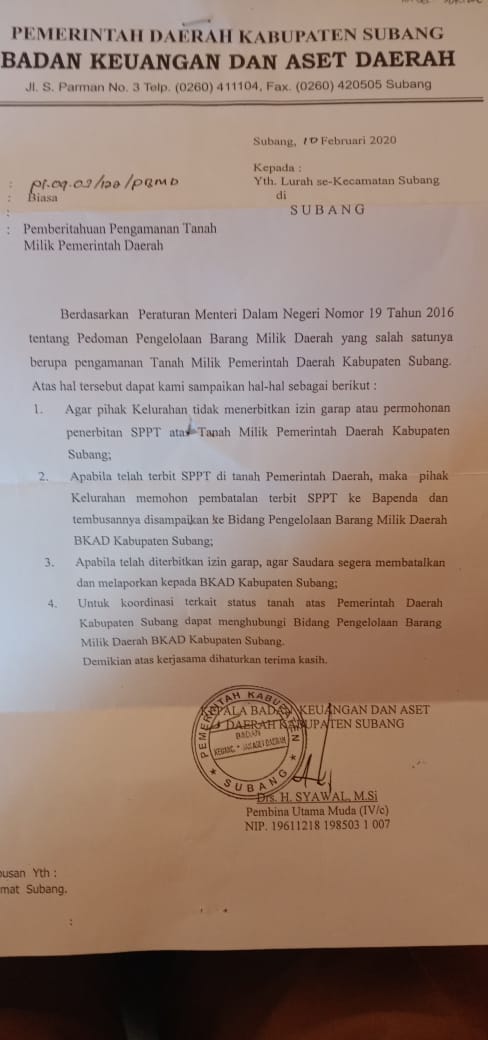 PEMERINTAH DAERAH KABUPATEN SUBANG
BADAN KEUANGAN DAN ASET DAERAH
Jl. S. Parman No. 3 Telp. (0260) 411104, Fax. (0260) 420505 Subang
Subang, 10 Februari 2020
Kepada :
: Pl.09.03/122/PBMD
Yth. Lurah se-Kecamatan Subang
: Biasa
di
:
SUBANG
: Pemberitahuan Pengamanan Tanah
Milik Pemerintah Daerah
Berdasarkan Peraturan Menteri Dalam Negeri Nomor 19 Tahun 2016
tentang Pedoman Pengelolaan Barang Milik Daerah yang salah satunya
berupa pengamanan Tanah Milik Pemerintah Daerah Kabupaten Subang.
Atas hal tersebut dapat kami sampaikan hal-hal sebagai berikut :
1. Agar pihak Kelurahan tidak menerbitkan izin garap atau permohonan
penerbitan SPPT atas Tanah Milik Pemerintah Daerah Kabupaten
Subang;
2. Apabila telah terbit SPPT di tanah Pemerintah Daerah, maka pihak
Kelurahan memohon pembatalan terbit SPPT ke Bapenda dan
tembusannya disampaikan ke Bidang Pengelolaan Barang Milik Daerah
BKAD Kabupaten Subang;
3. Apabila telah diterbitkan izin garap, agar Saudara segera membatalkan
dan melaporkan kepada BKAD Kabupaten Subang;
4. Untuk koordinasi terkait status tanah atas Pemerintah Daerah
Kabupaten Subang dapat menghubungi Bidang Pengelolaan Barang
Milik Daerah BKAD Kabupaten Subang.
Demikian atas kerjasama dihaturkan terima kasih.
KEPALA BADAN KEUANGAN DAN ASET
DAERAH KABUPATEN SUBANG
PEMERINTAH KABUPATEN
BADAN
KEUANGAN DAN ASET DAERAH
* SUBANG *
Drs. H. SYAWAL, M.Si
Pembina Utama Muda (IV/c)
NIP. 19611218 198503 1 007
busan Yth :
mat Subang.
: